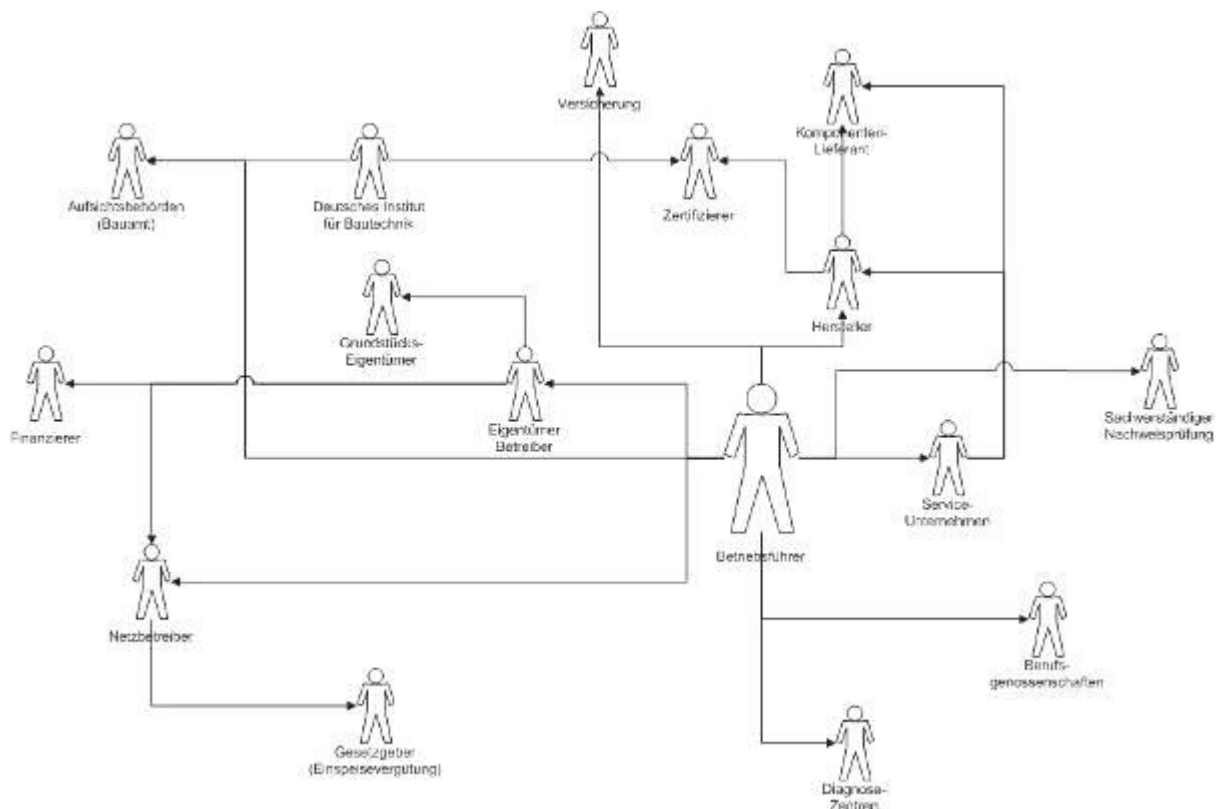 Versicherung
Komponenten-
Lieferant
Aufsichtsbehörden
(Bauamt)
Deutsches Institut
für Bautechnik
Zertifizierer
Grundstücks-
Eigentümer
Hersteller
Finanzierer
Eigentümer
Betreiber
Sachverständiger
Nachweisprüfung
Service-
Unternehmen
Betriebsführer
Netzbetreiber
Berufs-
genossenschaften
Gesetzgeber
(Einspeisevergütung)
Diagnose-
Zentren